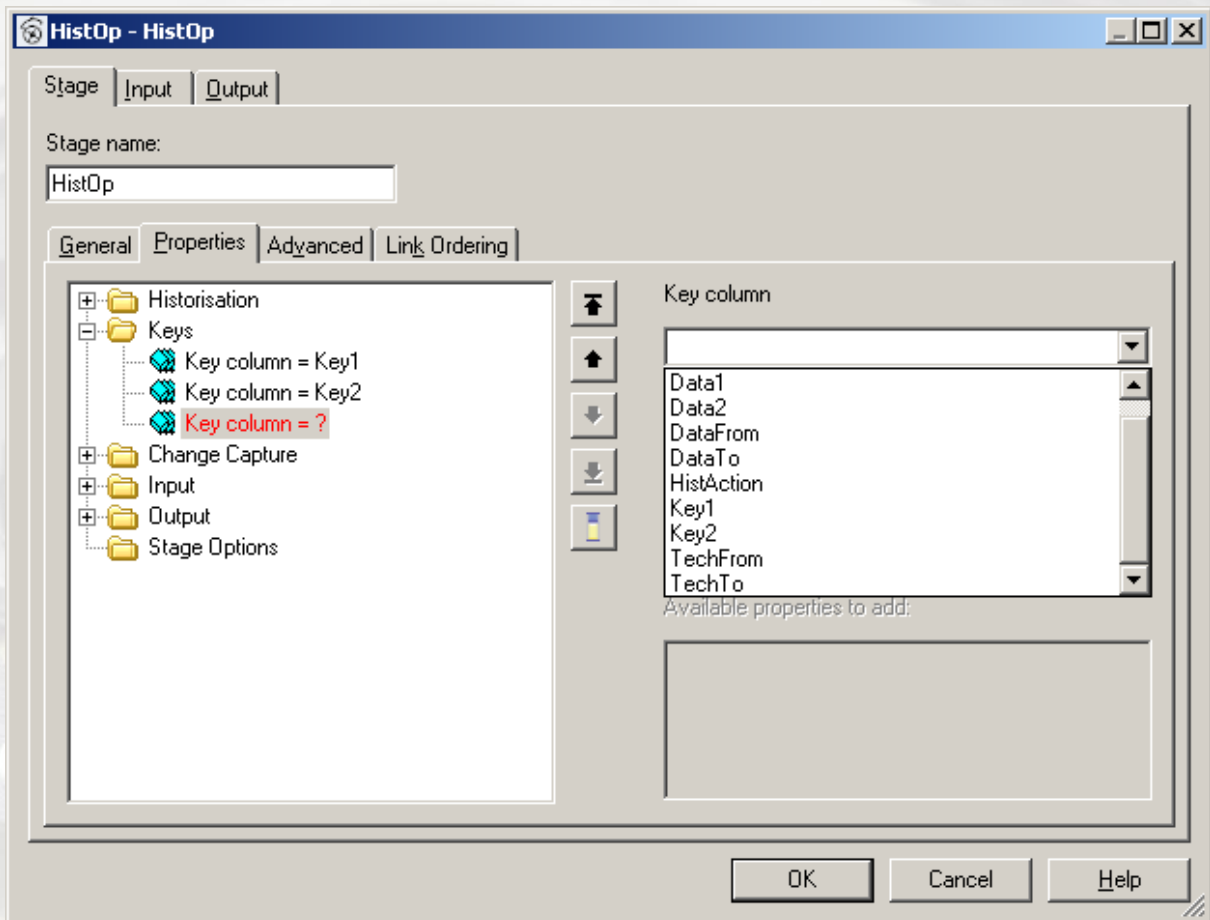 HistOp - HistOp
Stage Input Output
Stage name:
HistOp
General Properties Advanced Link Ordering
Historisation
Keys
Key column = Key1
Key column = Key2
Key column = ?
Change Capture
Input
Output
Stage Options
Key column
Data1
Data2
DataFrom
DataTo
HistAction
Key1
Key2
TechFrom
TechTo
Available properties to add:
OK Cancel Help